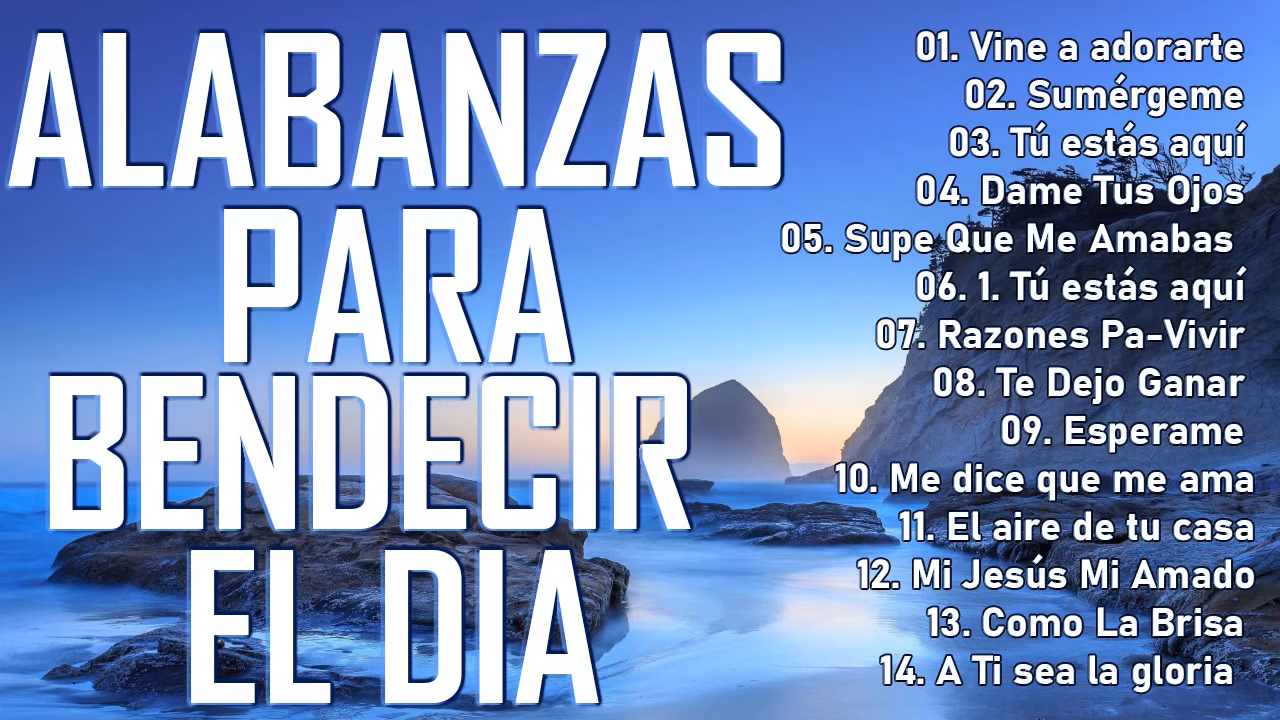 ALABANZAS
PARA
BENDECIR
EL DIA
01. Vine a adorarte
02. Sumérgeme
03. Tú estás aquí
04. Dame Tus Ojos
05. Supe Que Me Amabas
06. 1. Tú estás aquí
07. Razones Pa-Vivir
08. Te Dejo Ganar
09. Esperame
10. Me dice que me ama
11. El aire de tu casa
12. Mi Jesús Mi Amado
13. Como La Brisa
14. A Ti sea la gloria